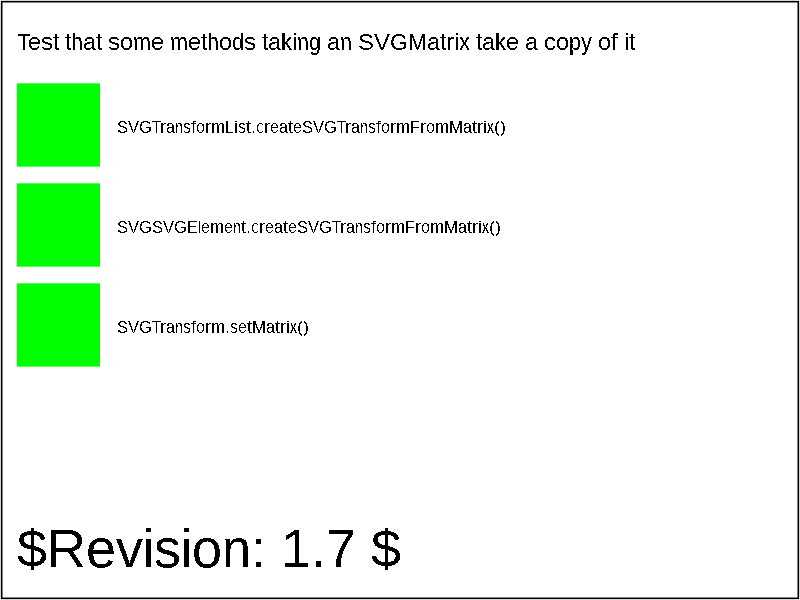 Test that some methods taking an SVGMatrix take a copy of it
SVGTransformList.createSVGTransformFromMatrix()
SVGSVGElement.createSVGTransformFromMatrix()
SVGTransform.setMatrix()
$Revision: 1.7 $